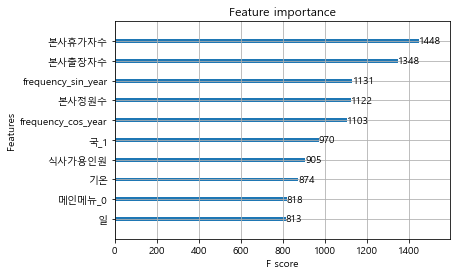 Feature importance
Features
본사휴가자수 1448
본사출장자수 1348
frequency_sin_year 1131
본사정원수 1122
frequency_cos_year 1103
국_1 970
식사가용인원 905
기온 874
메인메뉴_0 818
일 813
0 200 400 600 800 1000 1200 1400
F score